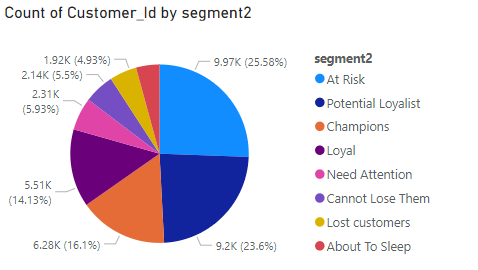 Count of Customer_Id by segment2
1.92K (4.93%)
2.14K (5.5%)
2.31K
(5.93%)
5.51K
(14.13%)
6.28K (16.1%)
9.97K (25.58%)
9.2K (23.6%)
segment2
At Risk
Potential Loyalist
Champions
Loyal
Need Attention
Cannot Lose Them
Lost customers
About To Sleep